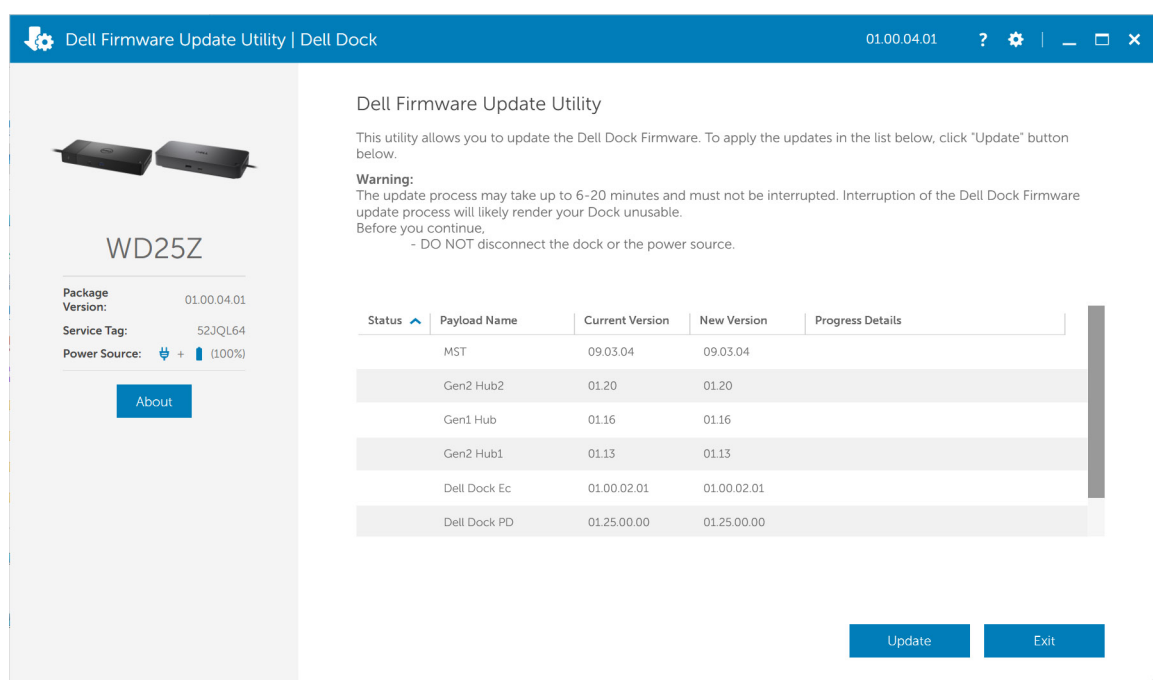 Dell Firmware Update Utility | Dell Dock
01.00.04.01
?
Dell Firmware Update Utility
This utility allows you to update the Dell Dock Firmware. To apply the updates in the list below, click "Update" button
below.
Warning:
The update process may take up to 6-20 minutes and must not be interrupted. Interruption of the Dell Dock Firmware
update process will likely render your Dock unusable.
Before you continue,
- DO NOT disconnect the dock or the power source.
WD25Z
Package
Version:
01.00.04.01
Service Tag: 52JQL64
Power Source: + (100%)
About
Status Payload Name Current Version New Version Progress Details
MST 09.03.04 09.03.04
Gen2 Hub2 01.20 01.20
Gen1 Hub 01.16 01.16
Gen2 Hub1 01.13 01.13
Dell Dock Ec 01.00.02.01 01.00.02.01
Dell Dock PD 01.25.00.00 01.25.00.00
Update Exit